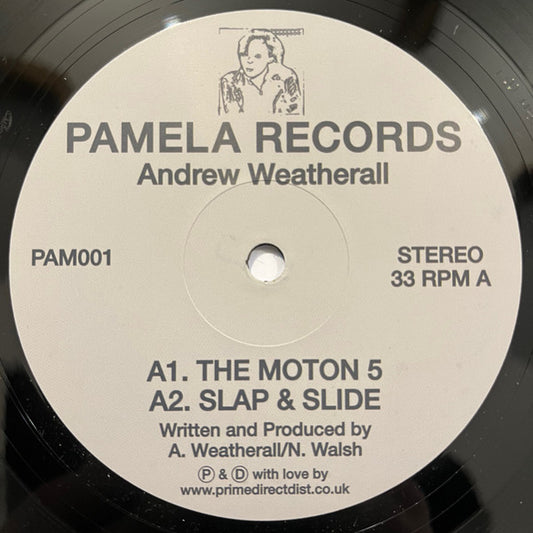 PAMELA RECORDS
Andrew Weatherall
PAM001
STEREO
33 RPM A
A1. THE MOTON 5
A2. SLAP & SLIDE
Written and Produced by
A. Weatherall/N. Walsh
Ⓟ & Ⓓ with love by
www.primedirectdist.co.uk